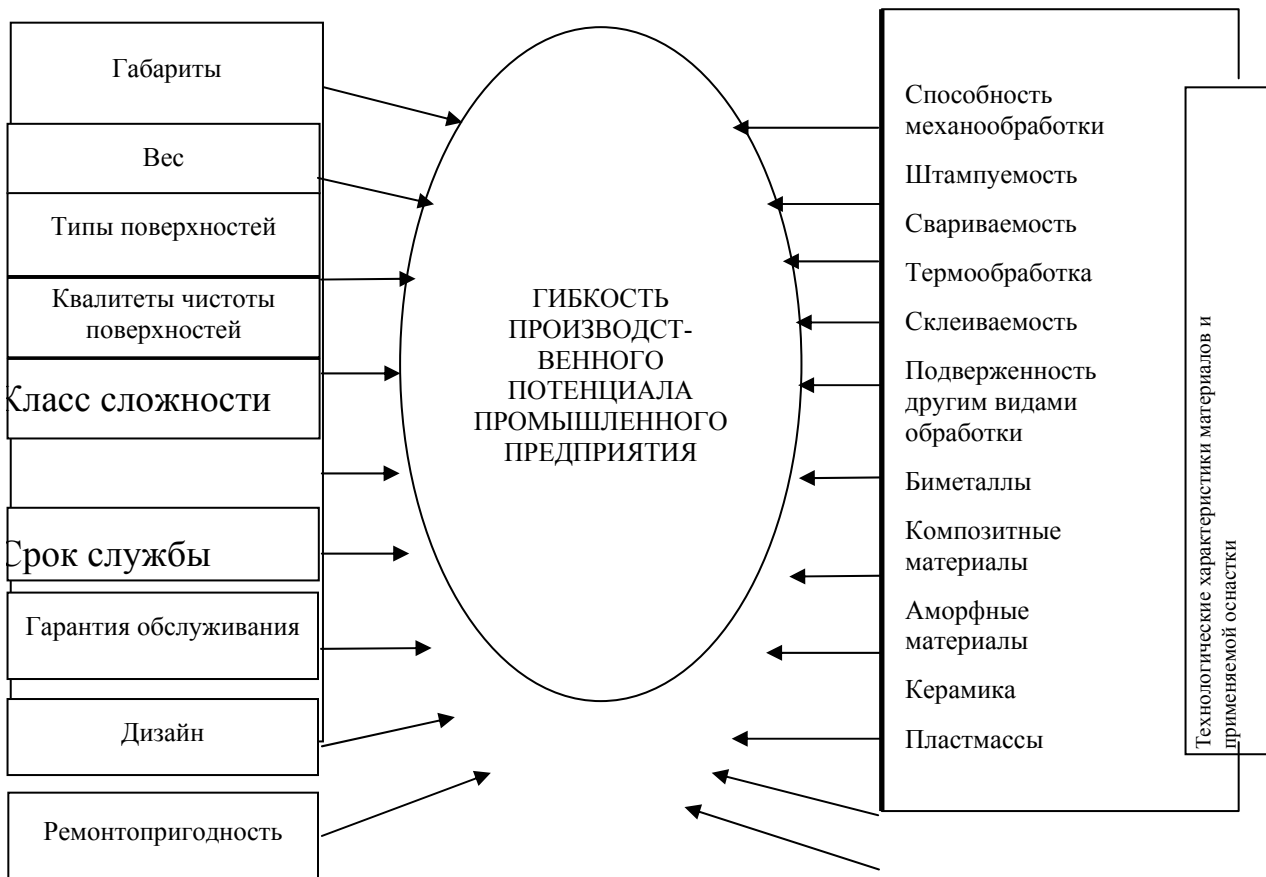 Габариты
Вес
Типы поверхностей
Квалитеты чистоты
поверхностей
Класс сложности
Срок службы
Гарантия обслуживания
Дизайн
Ремонтопригодность
ГИБКОСТЬ
ПРОИЗВОДСТ-
ВЕННОГО
ПОТЕНЦИАЛА
ПРОМЫШЛЕННОГО
ПРЕДПРИЯТИЯ
Способность
механообработки
Штампуемость
Свариваемость
Термообработка
Склеиваемость
Подверженность
другим видами
обработки
Биметаллы
Композитные
материалы
Аморфные
материалы
Керамика
Пластмассы
Технологические характеристики материалов и
применяемой оснастки